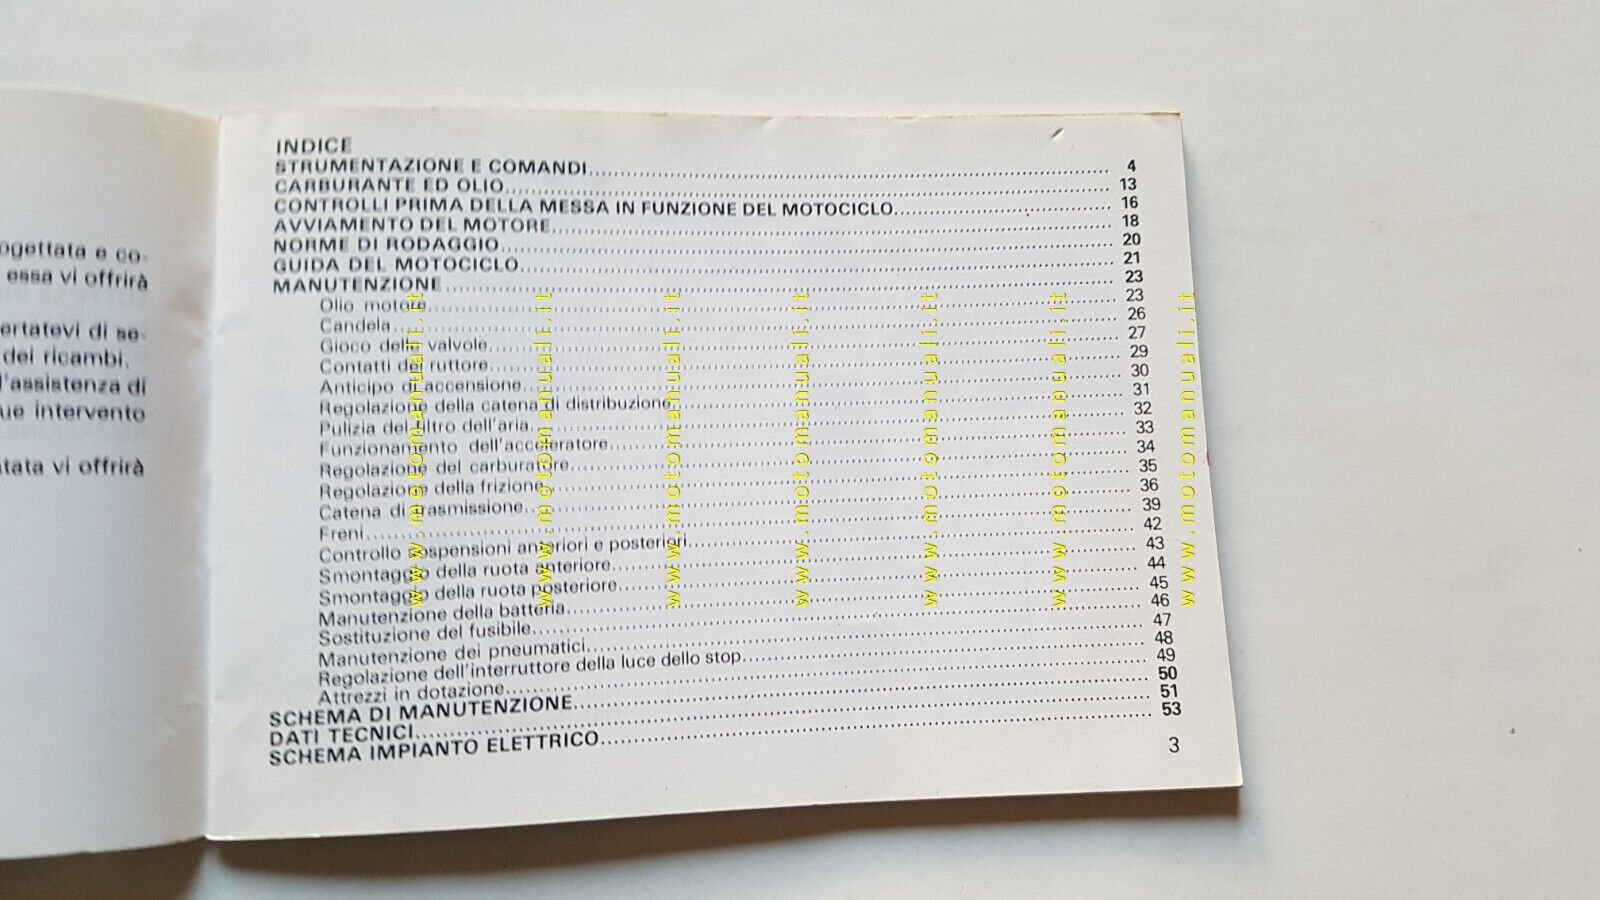 ogettata e co-
essa vi offrirà
ertatevi di se-
dei ricambi.
l'assistenza di
ue intervento
tata vi offrirà
INDICE
STRUMENTAZIONE E COMANDI 4
CARBURANTE ED OLIO 13
CONTROLLI PRIMA DELLA MESSA IN FUNZIONE DEL MOTOCICLO 16
AVVIAMENTO DEL MOTORE 18
NORME DI RODAGGIO 20
GUIDA DEL MOTOCICLO 21
MANUTENZIONE 23
Olio motore 23
Candela 26
Gioco delle valvole 27
Contatti del ruttore 29
Anticipo di accensione 30
Regolazione della catena di distribuzione 31
Pulizia del filtro dell'aria 32
Funzionamento dell'acceleratore 33
Regolazione del carburatore 34
Regolazione della frizione 35
Catena di trasmissione 36
Freni 39
Controllo sospensioni anteriori e posteriori 42
Smontaggio della ruota anteriore 43
Smontaggio della ruota posteriore 44
Manutenzione della batteria 45
Sostituzione del fusibile 46
Manutenzione dei pneumatici 47
Regolazione dell'interruttore della luce dello stop 48
Attrezzi in dotazione 49
SCHEMA DI MANUTENZIONE 50
DATI TECNICI 51
SCHEMA IMPIANTO ELETTRICO 53
3
www.motomanuali.it
www.motomanuali.it
www.motomanuali.it
www.motomanuali.it
www.motomanuali.it
www.motomanuali.it
www.motomanuali.it